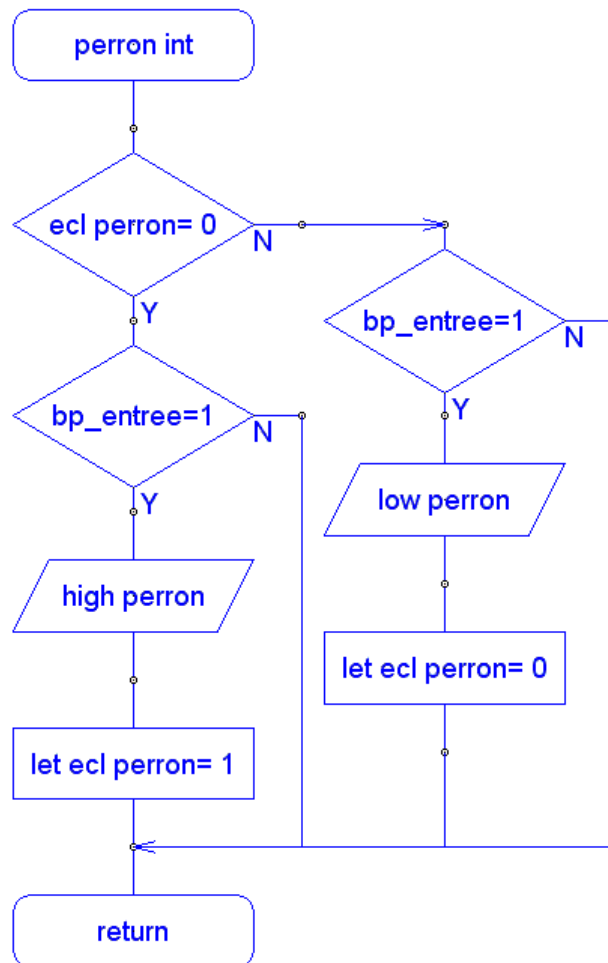 perron int
ecl perron= 0
N
Y
bp_entree=1
N
Y
high perron
let ecl perron= 1
bp_entree=1
N
Y
low perron
let ecl perron= 0
return